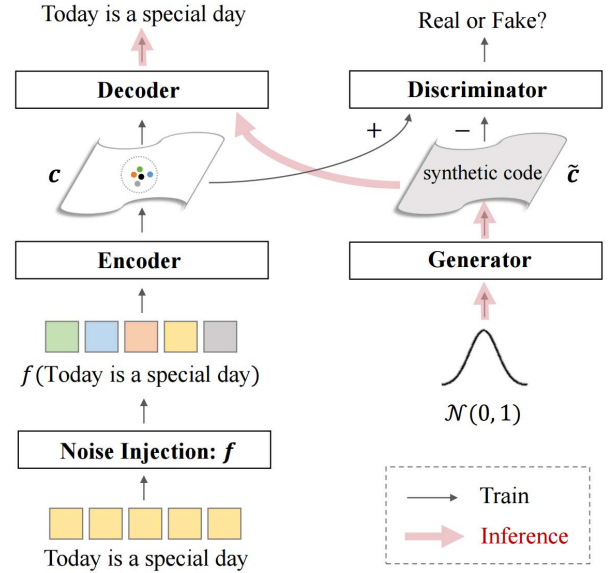 Today is a special day
Real or Fake?
Decoder
Discriminator
+
−
c
synthetic code
c̃
Encoder
Generator
f(Today is a special day)
𝒩(0, 1)
Noise Injection: f
Train
Inference
Today is a special day